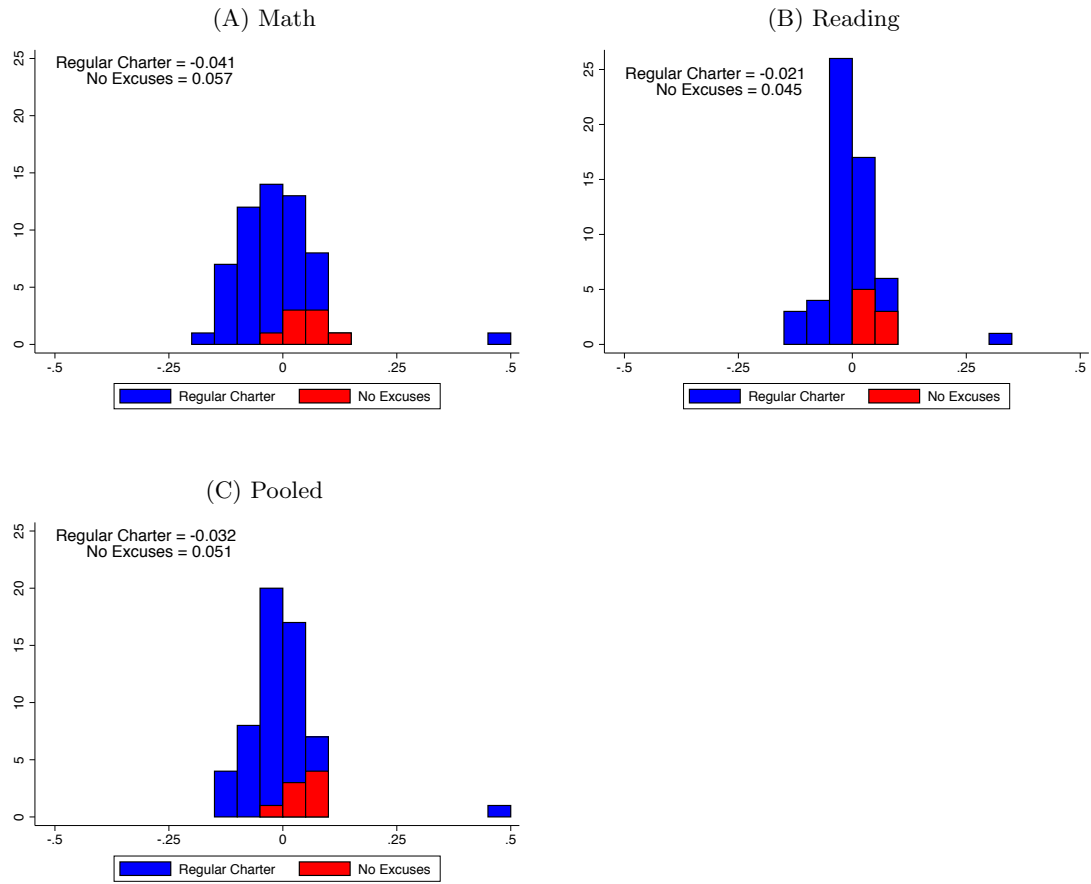 (A) Math
Regular Charter = -0.041
No Excuses = 0.057
25
20
15
10
5
0
-.5
-.25
0
.25
.5
Regular Charter
No Excuses
(B) Reading
Regular Charter = -0.021
No Excuses = 0.045
25
20
15
10
5
0
-.5
-.25
0
.25
.5
Regular Charter
No Excuses
(C) Pooled
Regular Charter = -0.032
No Excuses = 0.051
25
20
15
10
5
0
-.5
-.25
0
.25
.5
Regular Charter
No Excuses